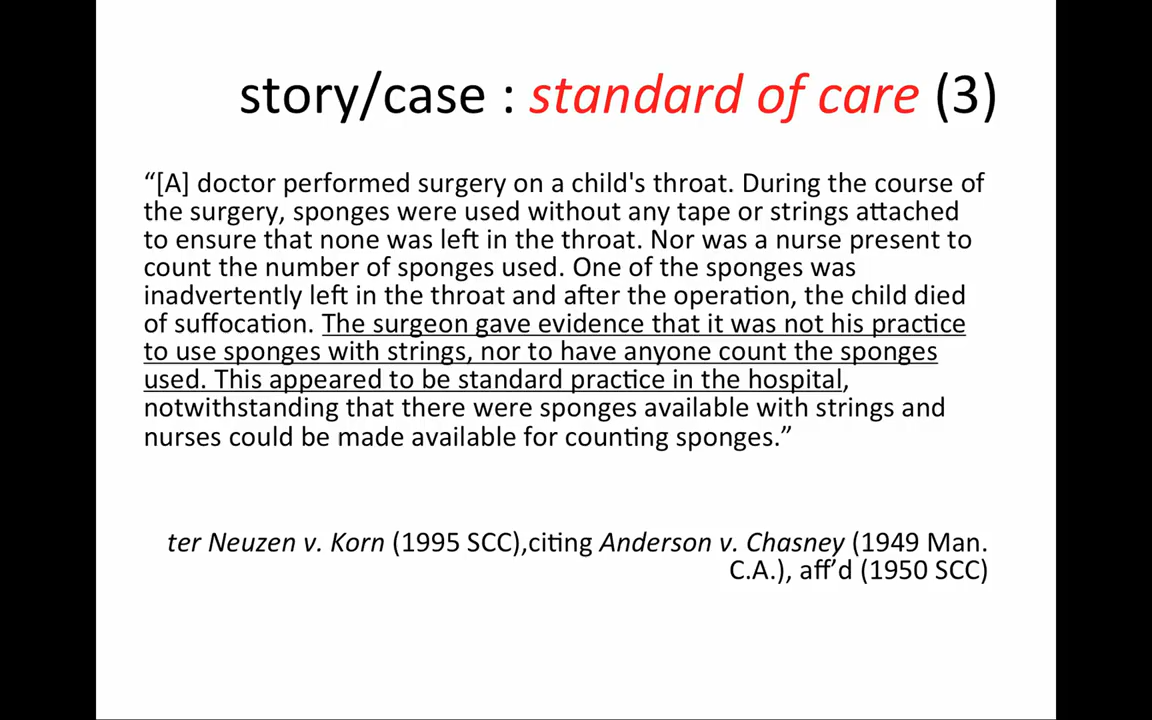 story/case : standard of care (3)
“[A] doctor performed surgery on a child's throat. During the course of
the surgery, sponges were used without any tape or strings attached
to ensure that none was left in the throat. Nor was a nurse present to
count the number of sponges used. One of the sponges was
inadvertently left in the throat and after the operation, the child died
of suffocation. The surgeon gave evidence that it was not his practice
to use sponges with strings, nor to have anyone count the sponges
used. This appeared to be standard practice in the hospital,
notwithstanding that there were sponges available with strings and
nurses could be made available for counting sponges.”
ter Neuzen v. Korn (1995 SCC),citing Anderson v. Chasney (1949 Man.
C.A.), aff’d (1950 SCC)